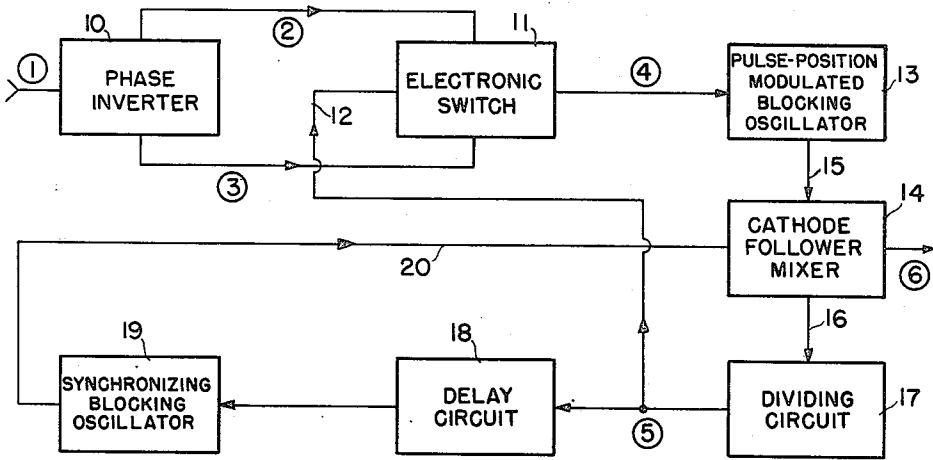 10
②
11
①
PHASE
INVERTER
ELECTRONIC
SWITCH
④
PULSE-POSITION
MODULATED
BLOCKING
OSCILLATOR
13
12
③
15
14
CATHODE
FOLLOWER
MIXER
20
⑥
16
19
18
SYNCHRONIZING
BLOCKING
OSCILLATOR
DELAY
CIRCUIT
⑤
DIVIDING
CIRCUIT
17